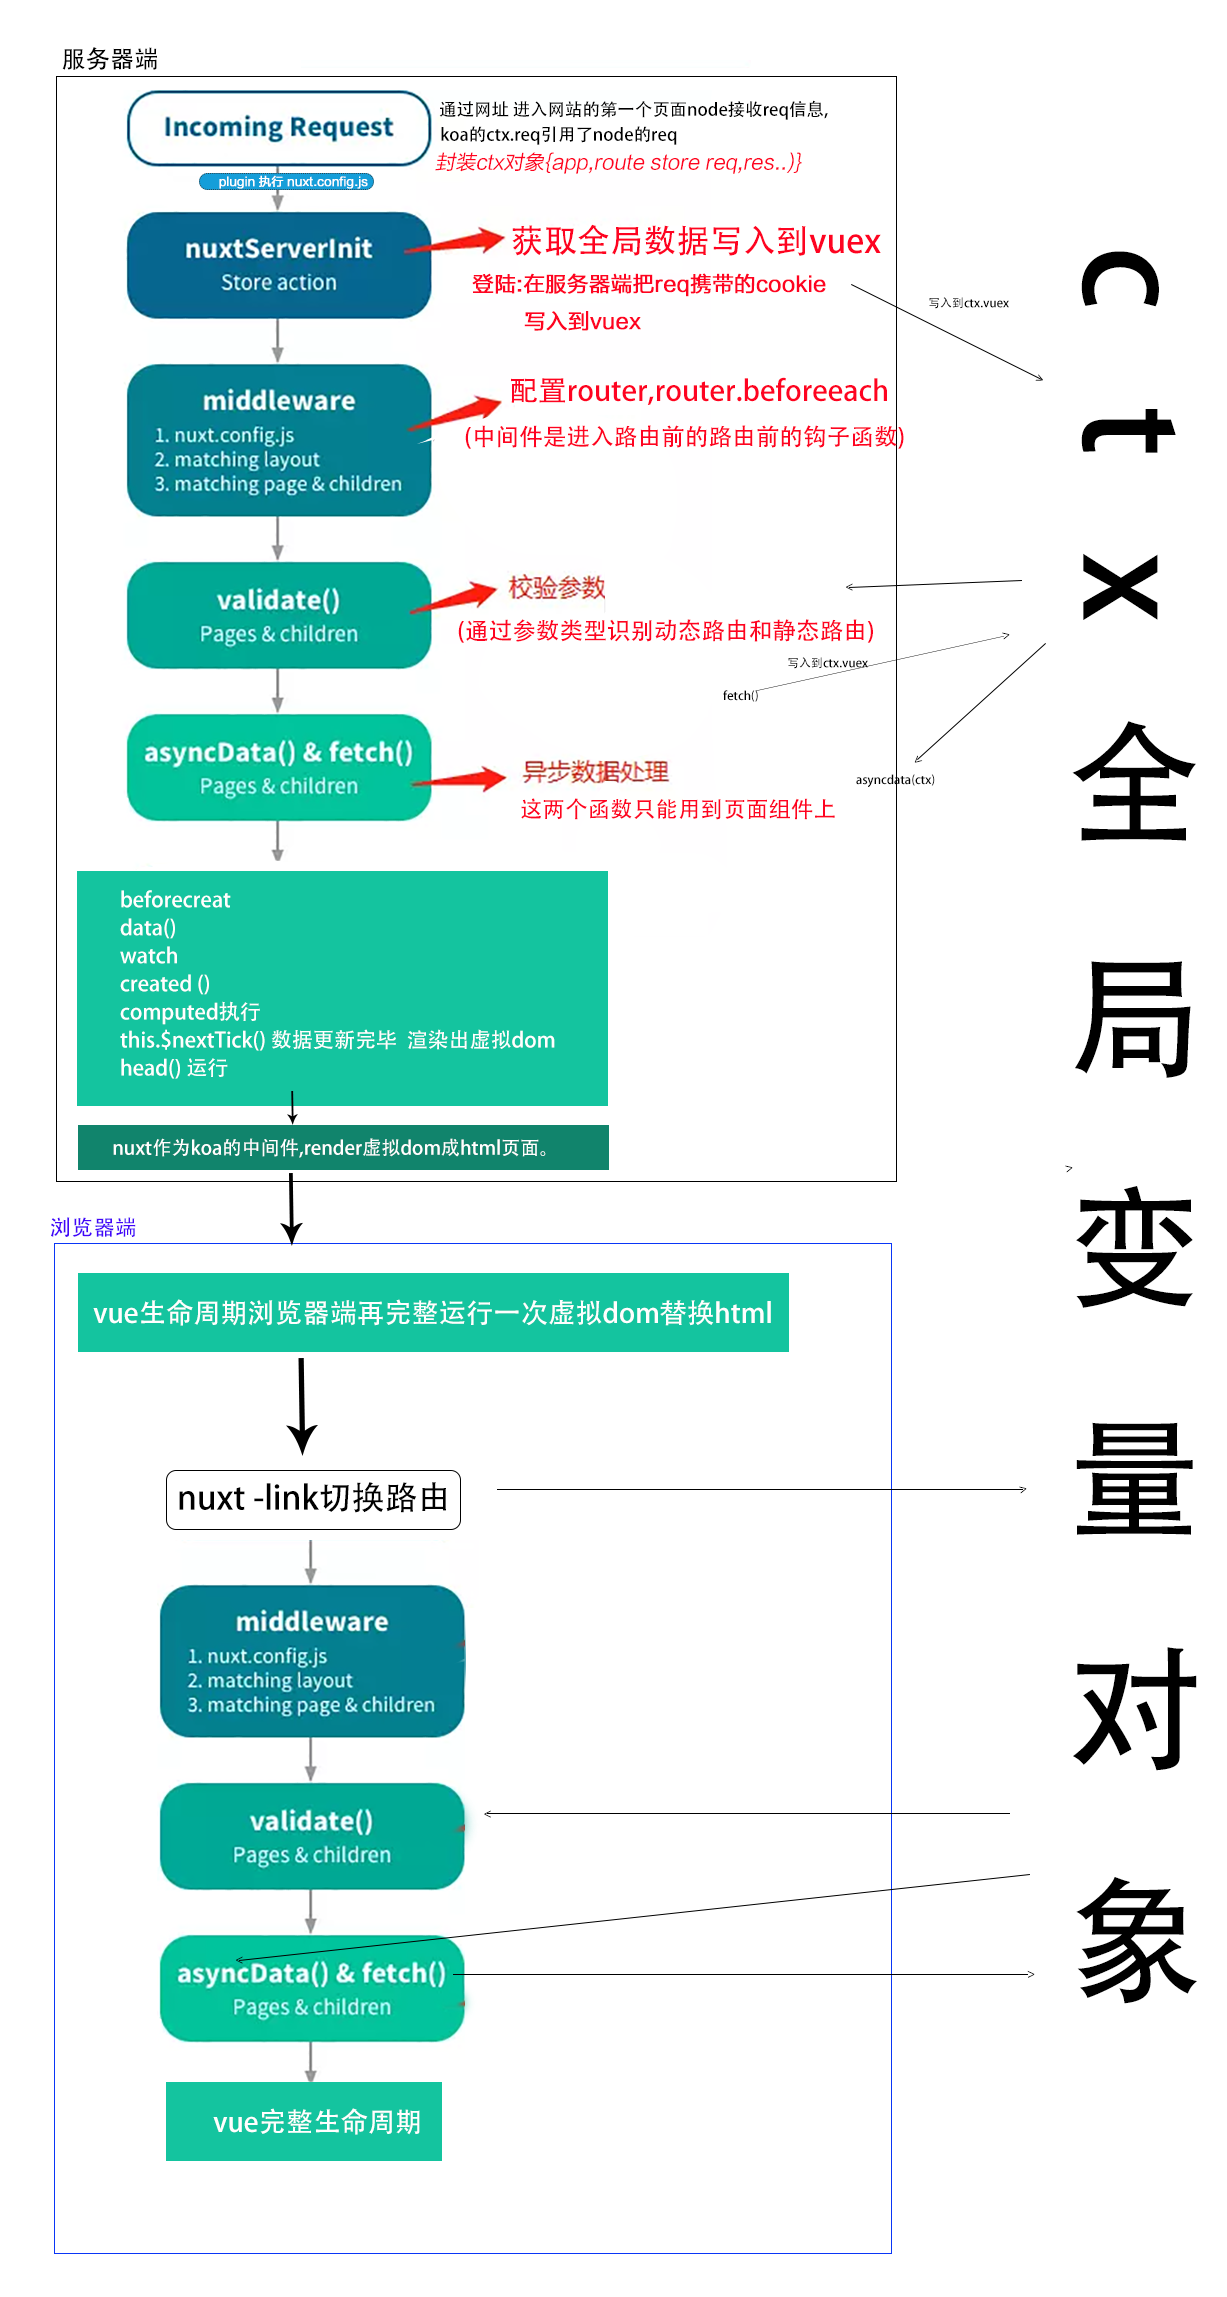 服务器端
Incoming Request
通过网址 进入网站的第一个页面node接收req信息,
koa的ctx.req引用了node的req
封装ctx对象{app,route store req,res..)}
plugin 执行 nuxt.config.js
nuxtServerInit
Store action
获取全局数据写入到vuex
登陆:在服务器端把req携带的cookie
写入到vuex
写入到ctx.vuex
middleware
1. nuxt.config.js
2. matching layout
3. matching page & children
配置router,router.beforeeach
(中间件是进入路由前的路由前的钩子函数)
validate()
Pages & children
校验参数
(通过参数类型识别动态路由和静态路由)
写入到ctx.vuex
fetch()
asyncData() & fetch()
Pages & children
异步数据处理
这两个函数只能用到页面组件上
asyncdata(ctx)
beforecreat
data()
watch
created ()
computed执行
this.$nextTick() 数据更新完毕 渲染出虚拟dom
head() 运行
nuxt作为koa的中间件,render虚拟dom成html页面。
浏览器端
vue生命周期浏览器端再完整运行一次虚拟dom替换html
nuxt -link切换路由
middleware
1. nuxt.config.js
2. matching layout
3. matching page & children
validate()
Pages & children
asyncData() & fetch()
Pages & children
vue完整生命周期
ctx全局变量对象